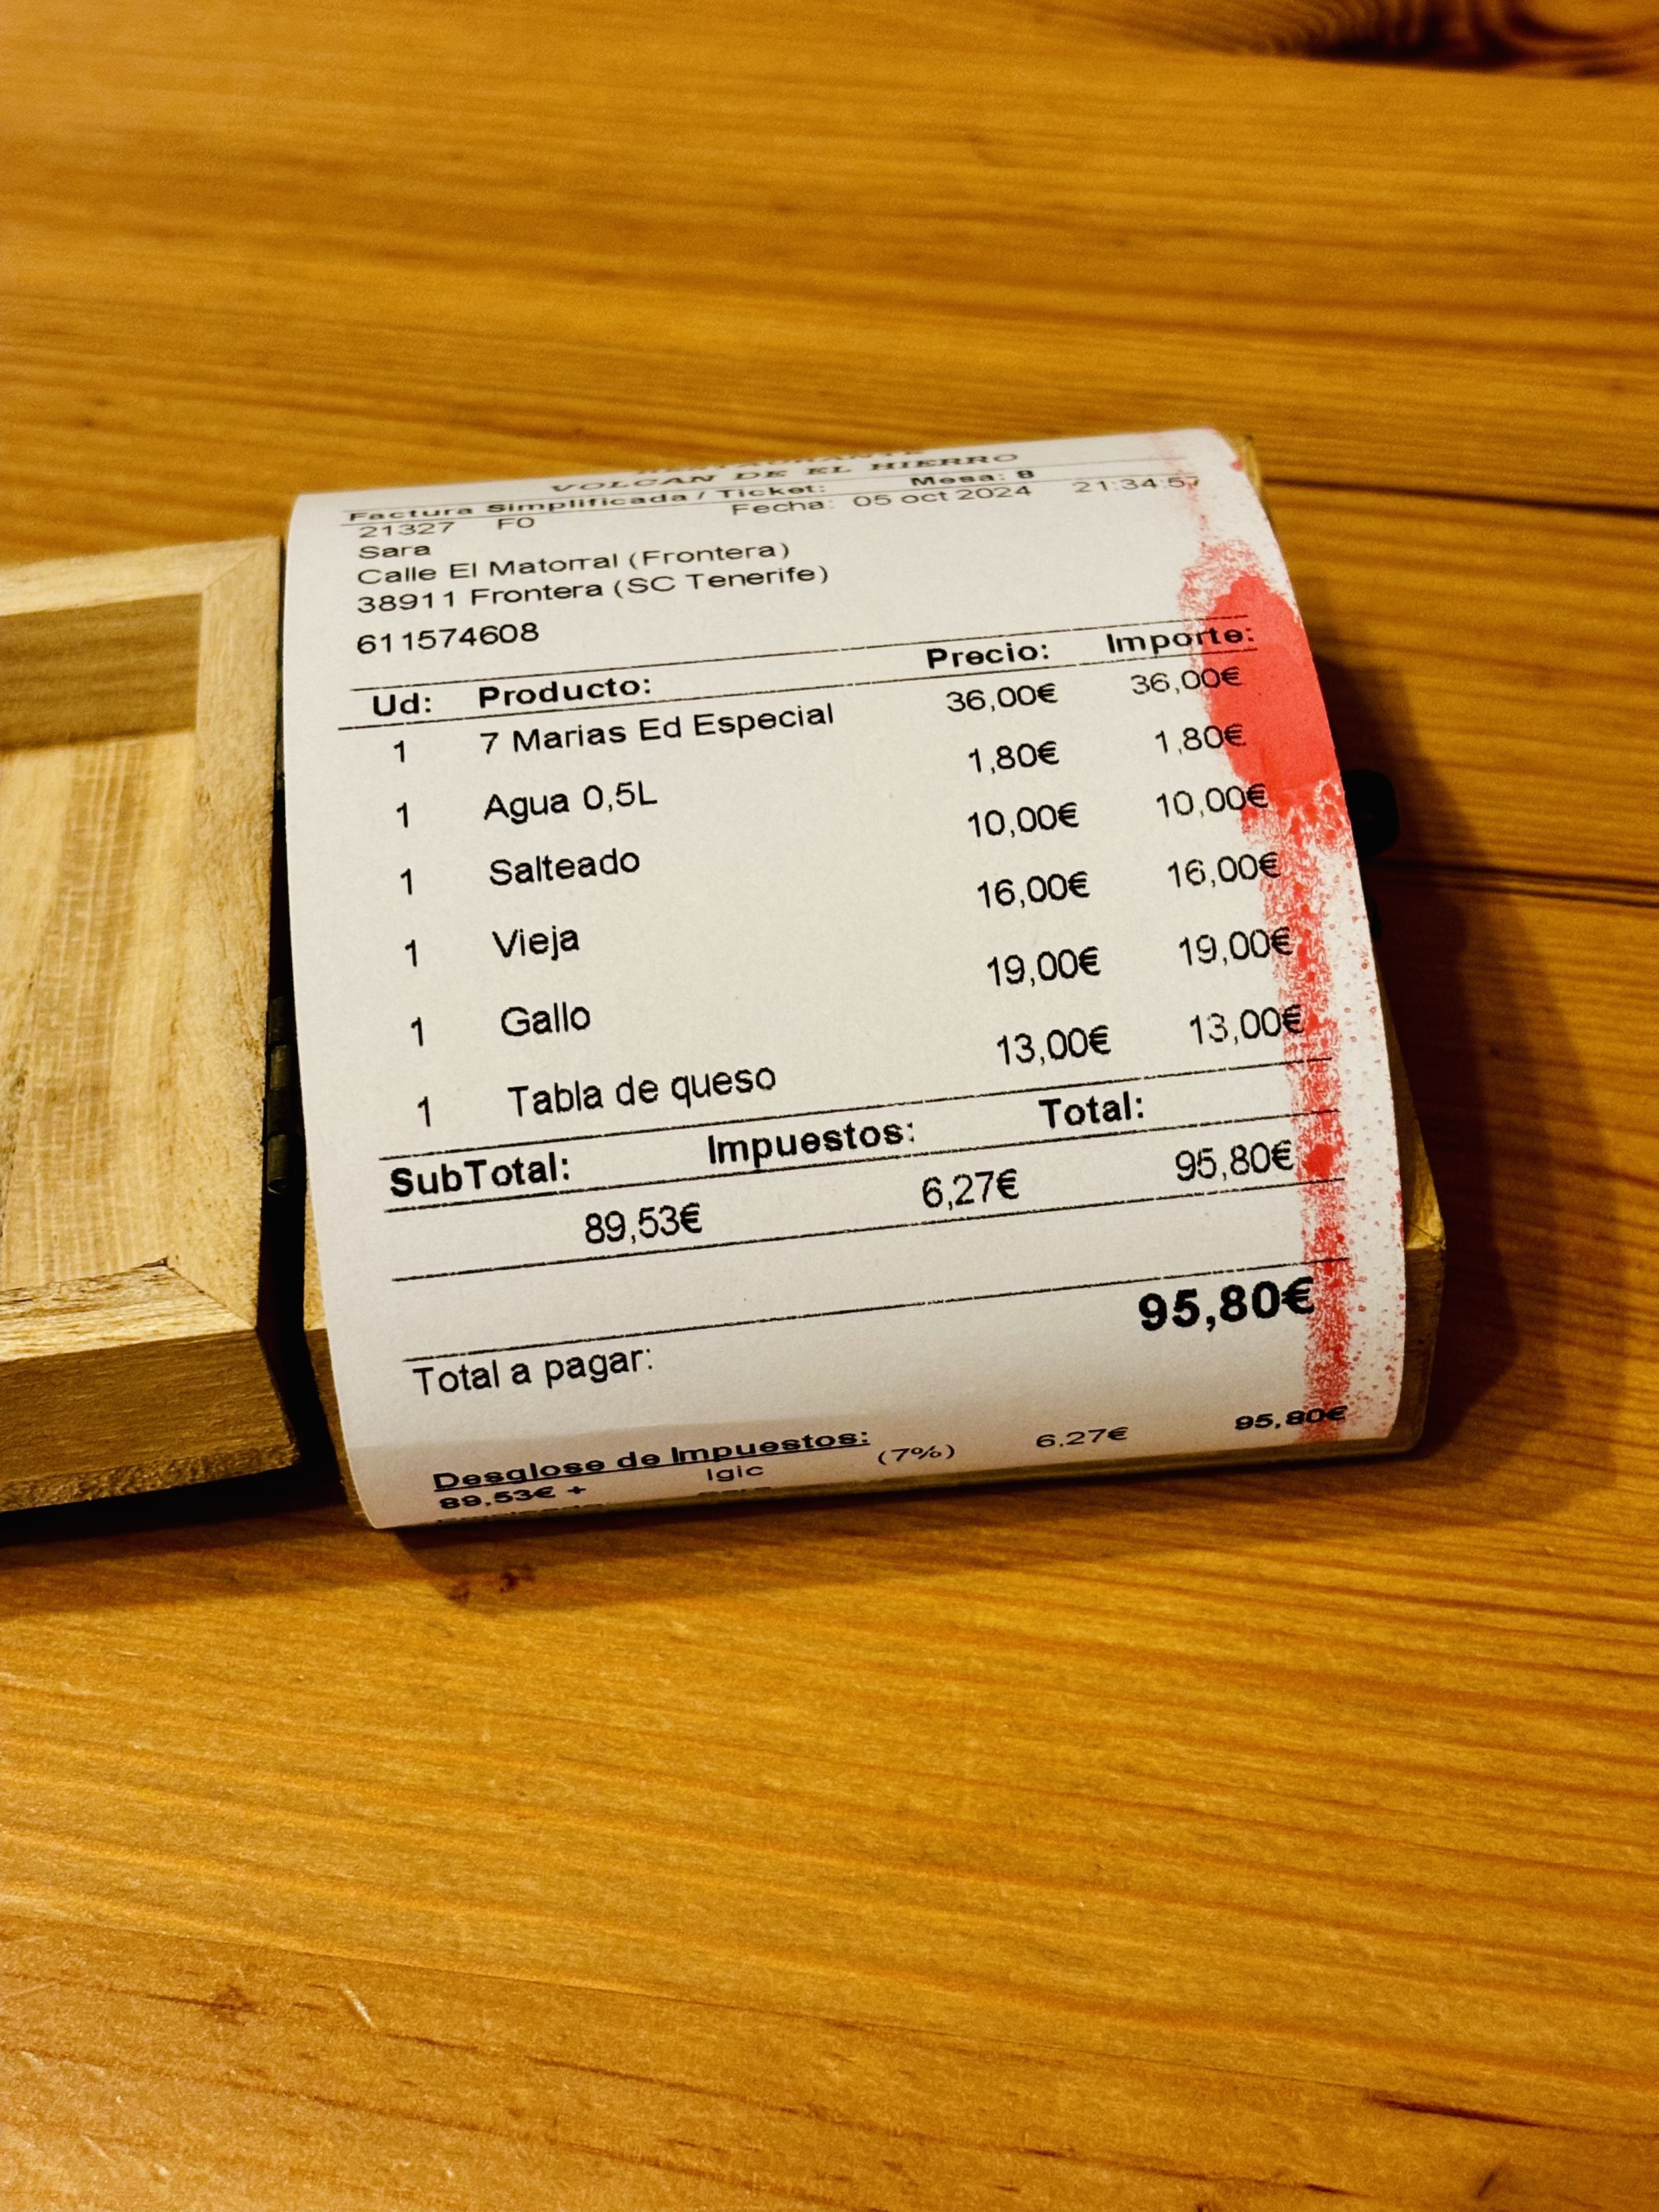 RESTAURANTE
VOLCAN DE EL HIERRO
Factura Simplificada / Ticket: Mesa: 8
21327 F0 Fecha: 05 oct 2024 21:34:57
Sara
Calle El Matorral (Frontera)
38911 Frontera (SC Tenerife)
611574608
Ud: Producto: Precio: Importe:
1 7 Marias Ed Especial 36,00€ 36,00€
1 Agua 0,5L 1,80€ 1,80€
1 Salteado 10,00€ 10,00€
1 Vieja 16,00€ 16,00€
1 Gallo 19,00€ 19,00€
1 Tabla de queso 13,00€ 13,00€
SubTotal: Impuestos: Total:
89,53€ 6,27€ 95,80€
Total a pagar: 95,80€
Desglose de Impuestos:
89,53€ + Igic (7%) 6,27€ 95,80€